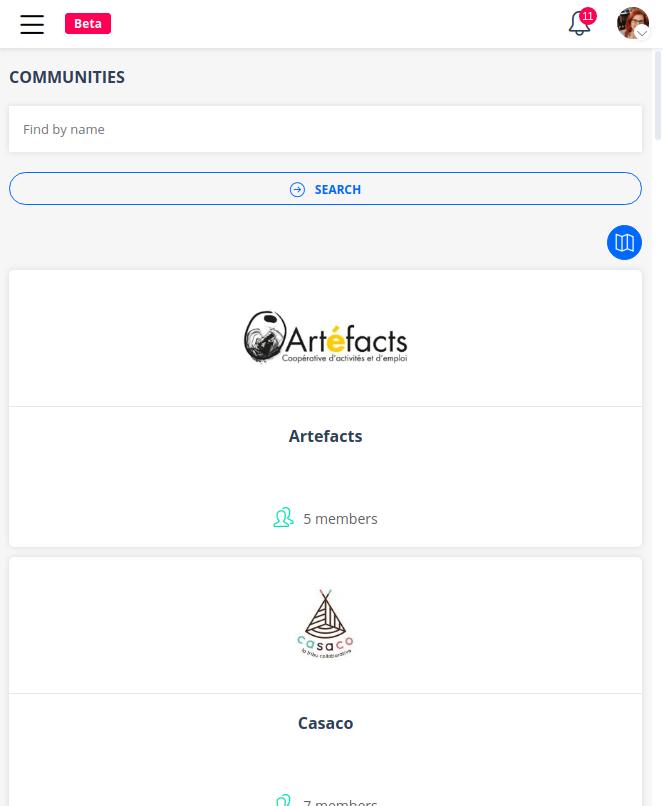 Beta
11
COMMUNITIES
Find by name
SEARCH
Artéfacts
Coopérative d'activités et d'emploi
Artefacts
5 members
casaco
la tribu collaborative
Casaco
7 members